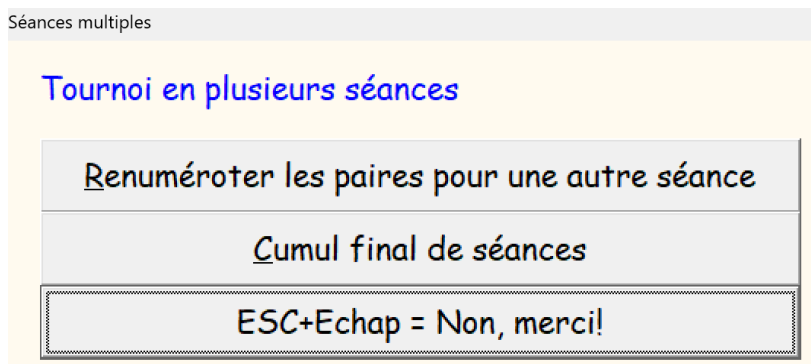 Séances multiples
Tournoi en plusieurs séances
Renuméroter les paires pour une autre séance
Cumul final de séances
ESC+Echap = Non, merci!